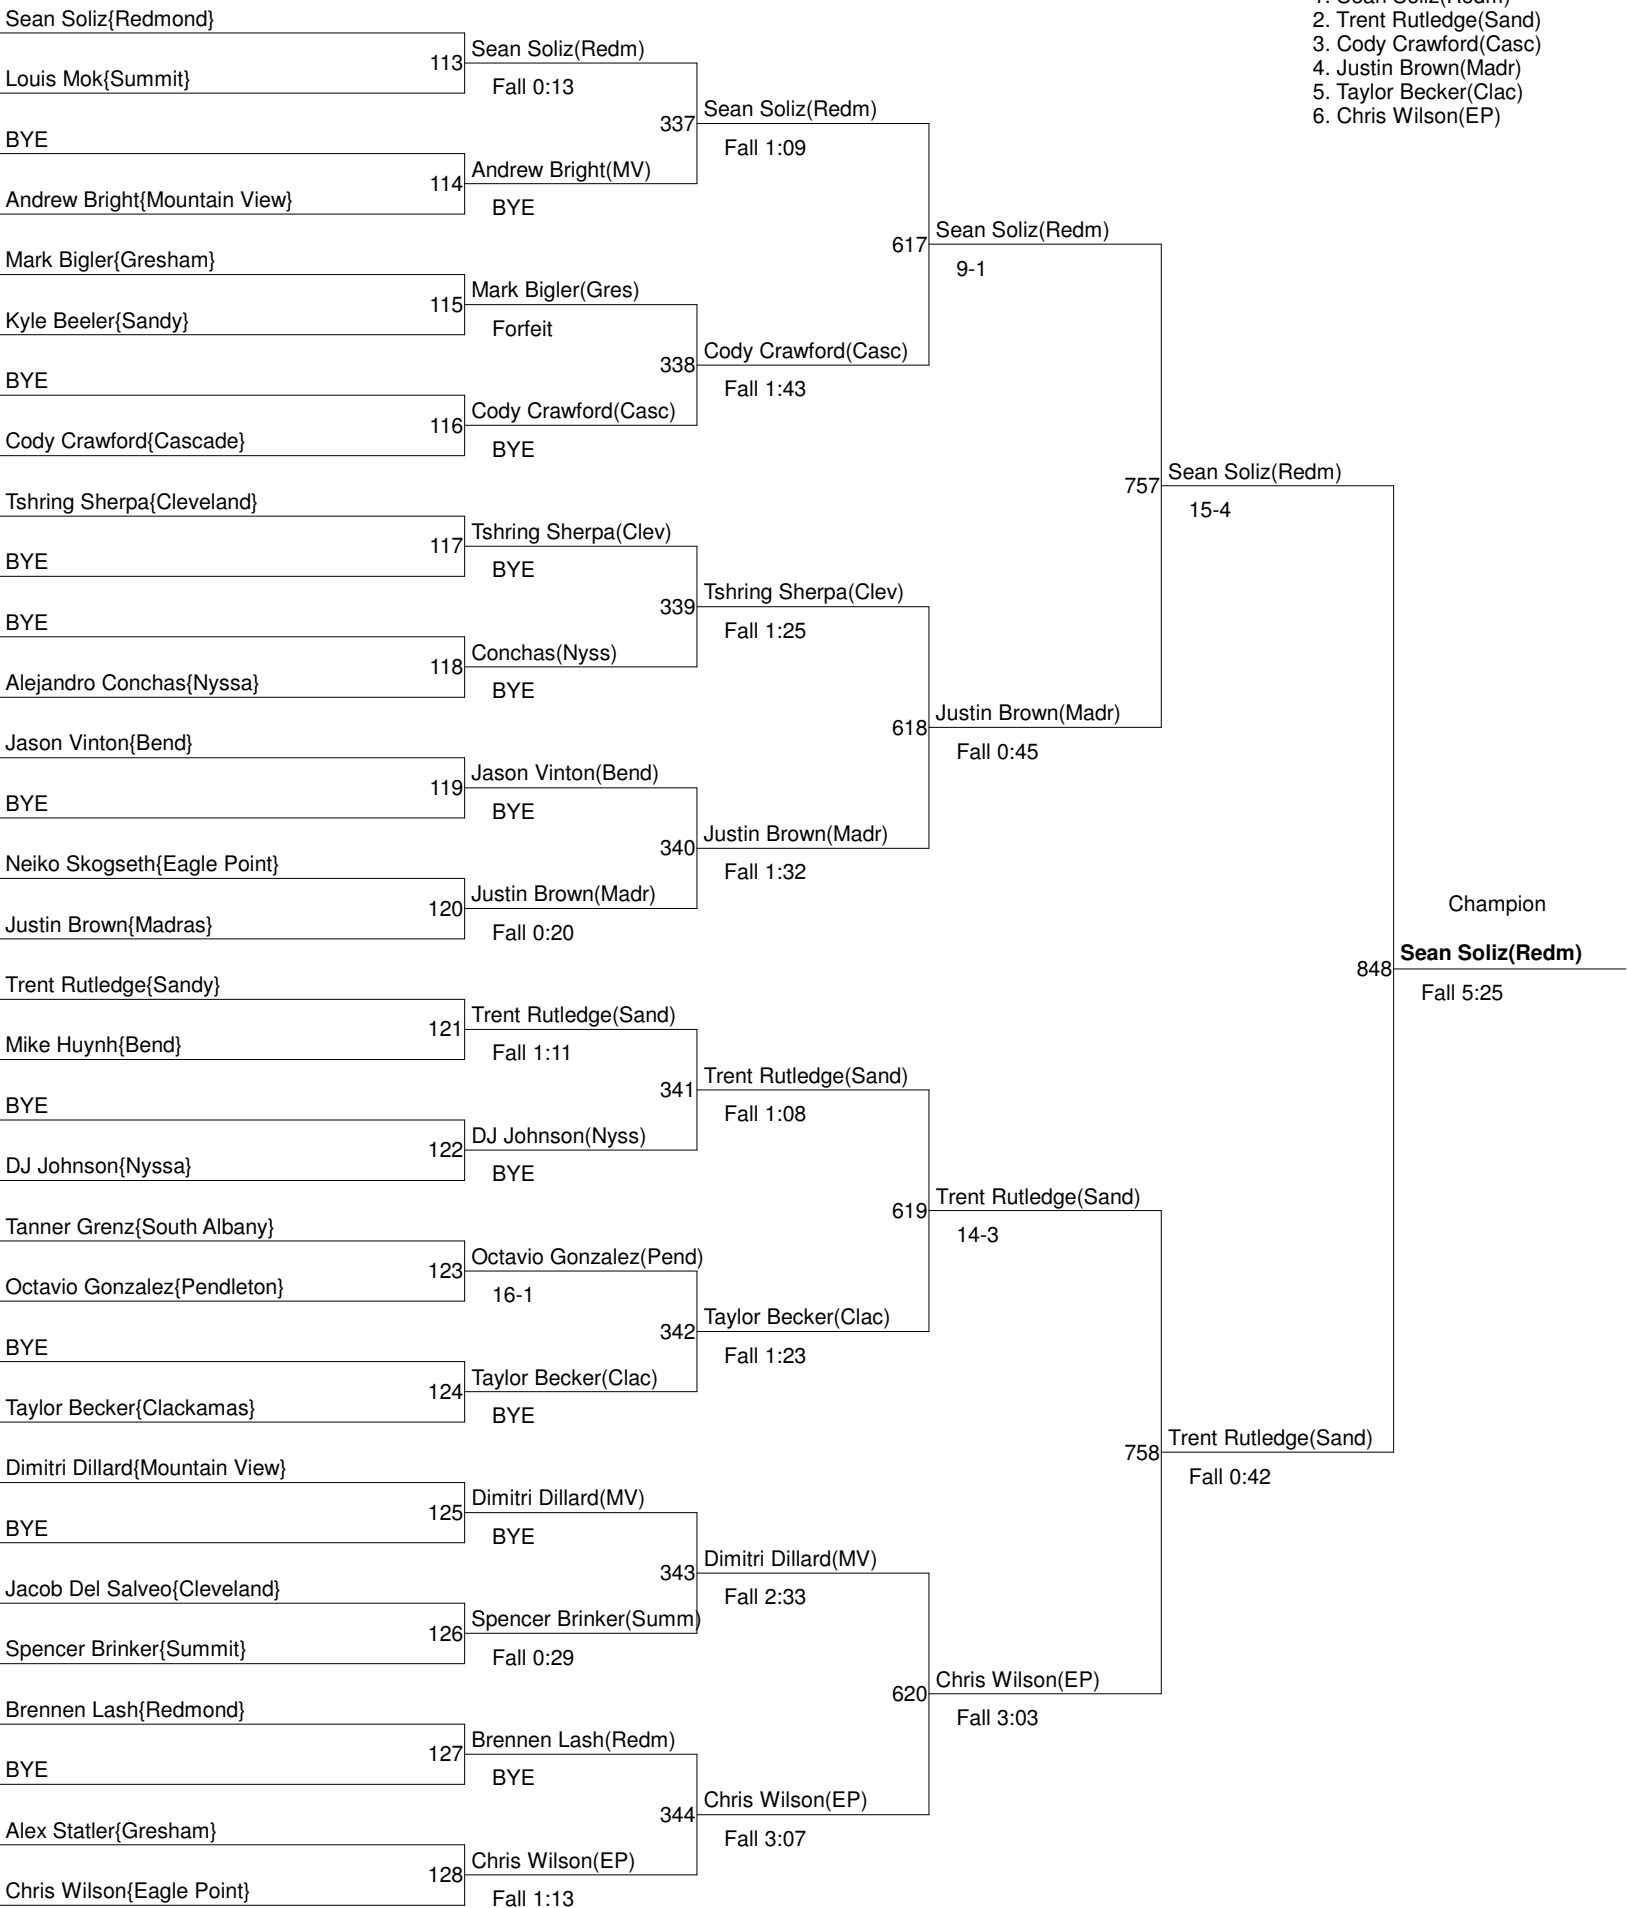 Sean Soliz{Redmond}
Louis Mok{Summit}
BYE
Andrew Bright{Mountain View}
Mark Bigler{Gresham}
Kyle Beeler{Sandy}
BYE
Cody Crawford{Cascade}
Tshring Sherpa{Cleveland}
BYE
BYE
Alejandro Conchas{Nyssa}
Jason Vinton{Bend}
BYE
Neiko Skogseth{Eagle Point}
Justin Brown{Madras}
Trent Rutledge{Sandy}
Mike Huynh{Bend}
BYE
DJ Johnson{Nyssa}
Tanner Grenz{South Albany}
Octavio Gonzalez{Pendleton}
BYE
Taylor Becker{Clackamas}
Dimitri Dillard{Mountain View}
BYE
Jacob Del Salveo{Cleveland}
Spencer Brinker{Summit}
Brennen Lash{Redmond}
BYE
Alex Statler{Gresham}
Chris Wilson{Eagle Point}
113 Sean Soliz(Redm)
Fall 0:13
114 Andrew Bright(MV)
BYE
115 Mark Bigler(Gres)
Forfeit
116 Cody Crawford(Casc)
BYE
117 Tshring Sherpa(Clev)
BYE
118 Conchas(Nyss)
BYE
119 Jason Vinton(Bend)
BYE
120 Justin Brown(Madr)
Fall 0:20
121 Trent Rutledge(Sand)
Fall 1:11
122 DJ Johnson(Nyss)
BYE
123 Octavio Gonzalez(Pend)
16-1
124 Taylor Becker(Clac)
BYE
125 Dimitri Dillard(MV)
BYE
126 Spencer Brinker(Summ)
Fall 0:29
127 Brennen Lash(Redm)
BYE
128 Chris Wilson(EP)
Fall 1:13
337 Sean Soliz(Redm)
Fall 1:09
338 Cody Crawford(Casc)
Fall 1:43
339 Tshring Sherpa(Clev)
Fall 1:25
340 Justin Brown(Madr)
Fall 1:32
341 Trent Rutledge(Sand)
Fall 1:08
342 Taylor Becker(Clac)
Fall 1:23
343 Dimitri Dillard(MV)
Fall 2:33
344 Chris Wilson(EP)
Fall 3:07
617 Sean Soliz(Redm)
9-1
618 Justin Brown(Madr)
Fall 0:45
619 Trent Rutledge(Sand)
14-3
620 Chris Wilson(EP)
Fall 3:03
757 Sean Soliz(Redm)
15-4
758 Trent Rutledge(Sand)
Fall 0:42
Champion
848 Sean Soliz(Redm)
Fall 5:25
1. Sean Soliz(Redm)
2. Trent Rutledge(Sand)
3. Cody Crawford(Casc)
4. Justin Brown(Madr)
5. Taylor Becker(Clac)
6. Chris Wilson(EP)